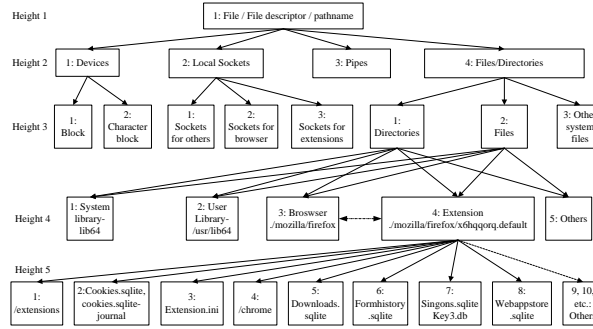 Height 1
1: File / File descriptor / pathname
Height 2
1: Devices
2: Local Sockets
3: Pipes
4: Files/Directories
Height 3
1:
Block
2:
Character
block
1:
Sockets
for others
2:
Sockets for
browser
3:
Sockets for
extensions
1:
Directories
2:
Files
3: Othe
system
files
Height 4
1: System
library-
lib64
2: User
Library-
/usr/lib64
3: Broswser
./mozilla/firefox
4: Extension
./mozilla/firefox/x6hqqorq.default
5: Others
Height 5
1:
/extensions
2:Cookies.sqlite,
cookies.sqlite-
journal
3:
Extension.ini
4:
/chrome
5:
Downloads.
sqlite
6:
Formhistory
.sqlite
7:
Singons.sqlite
Key3.db
8:
Webappstore
.sqlite
9, 10,
etc.:
Others